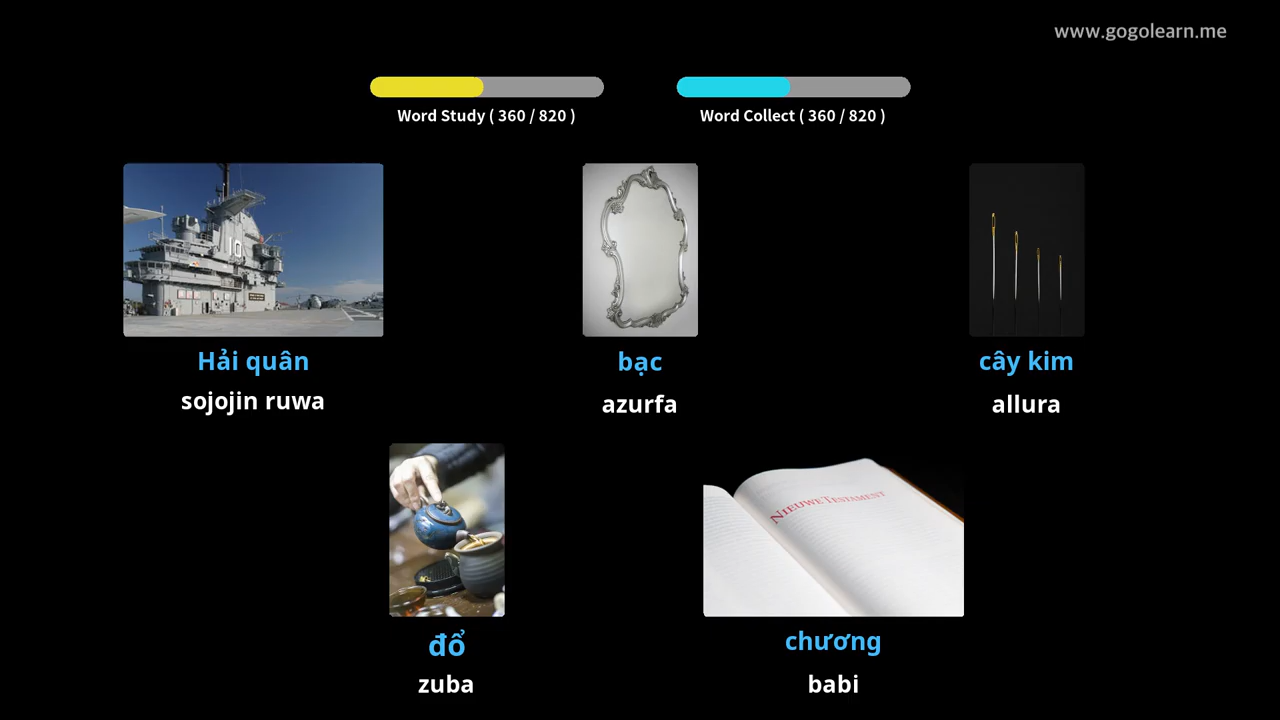 www.gogolearn.me
Word Study ( 360 / 820 )
Word Collect ( 360 / 820 )
10
Hải quân
sojojin ruwa
bạc
azurfa
cây kim
allura
NIEUWE TESTAMENT
đổ
zuba
chương
babi